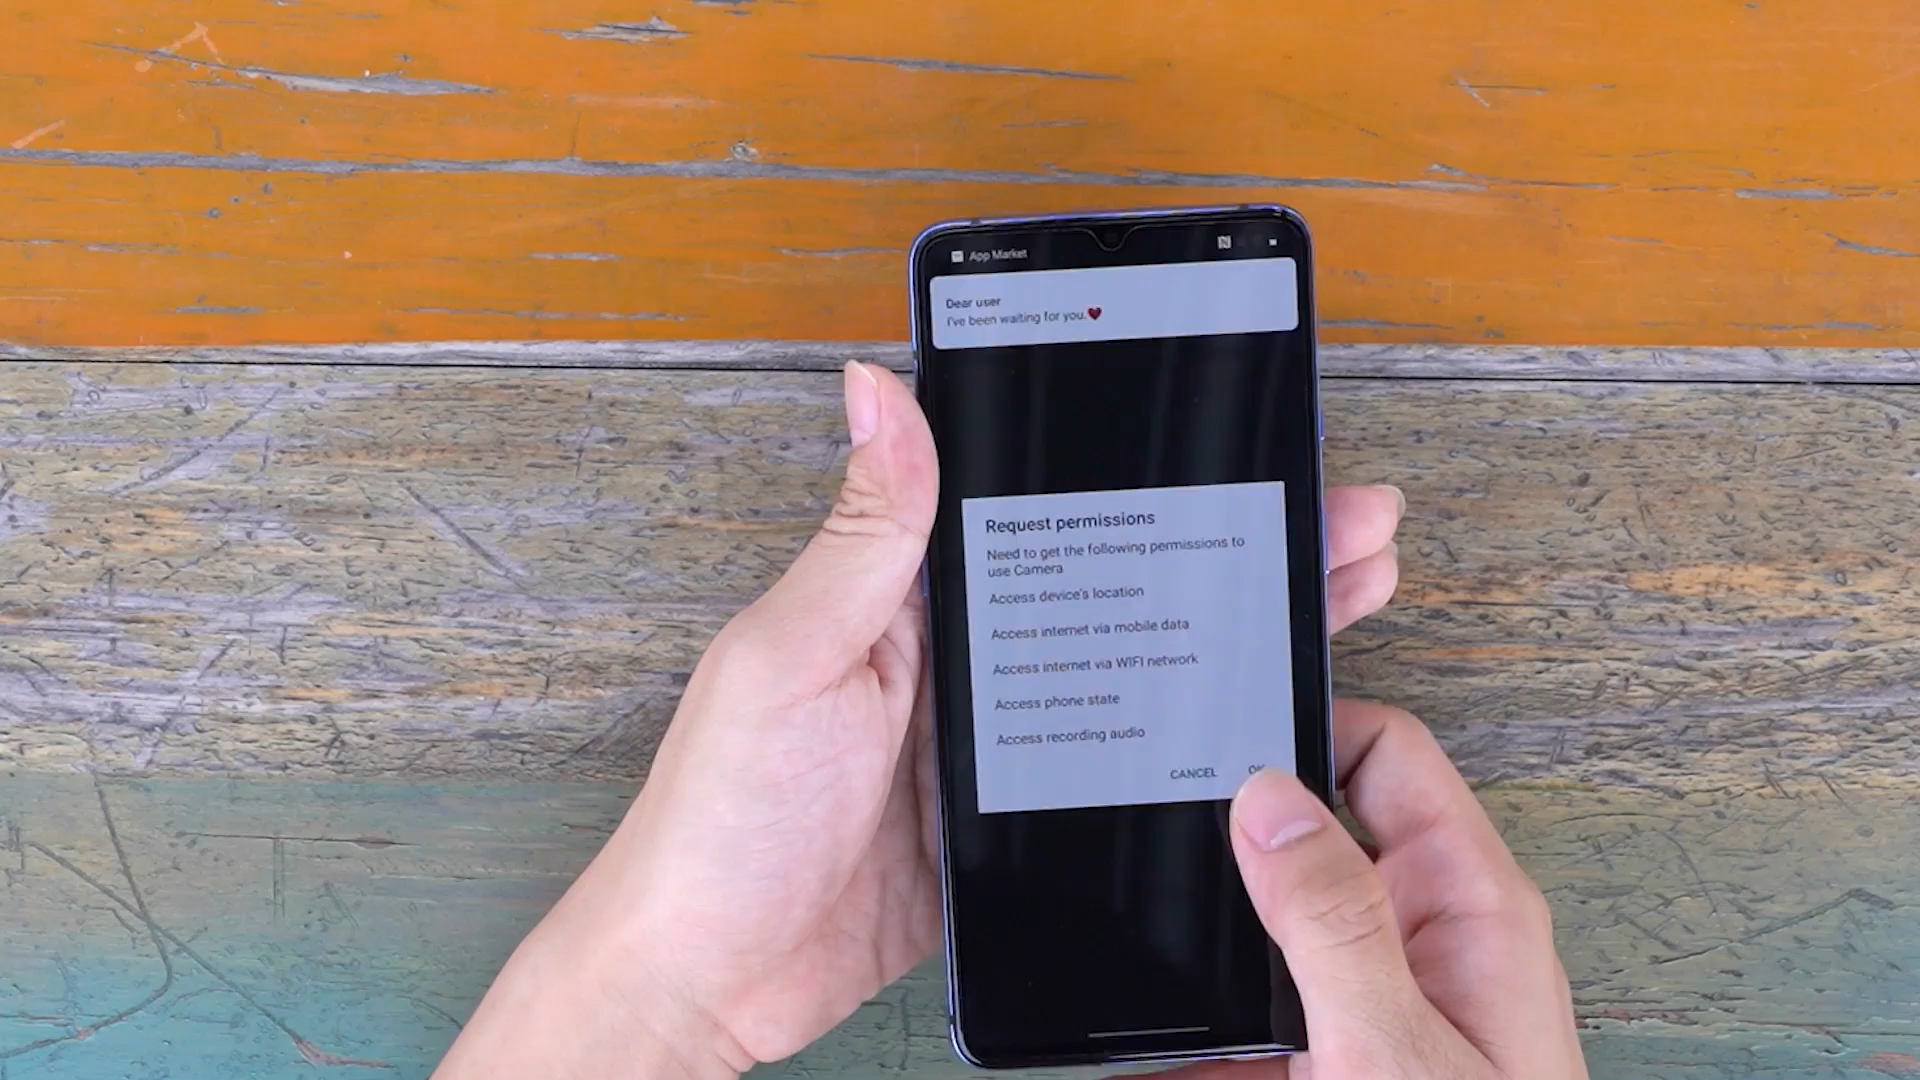 App Market
Dear user
I've been waiting for you.❤
Request permissions
Need to get the following permissions to
use Camera
Access device's location
Access internet via mobile data
Access internet via WIFI network
Access phone state
Access recording audio
CANCEL OK